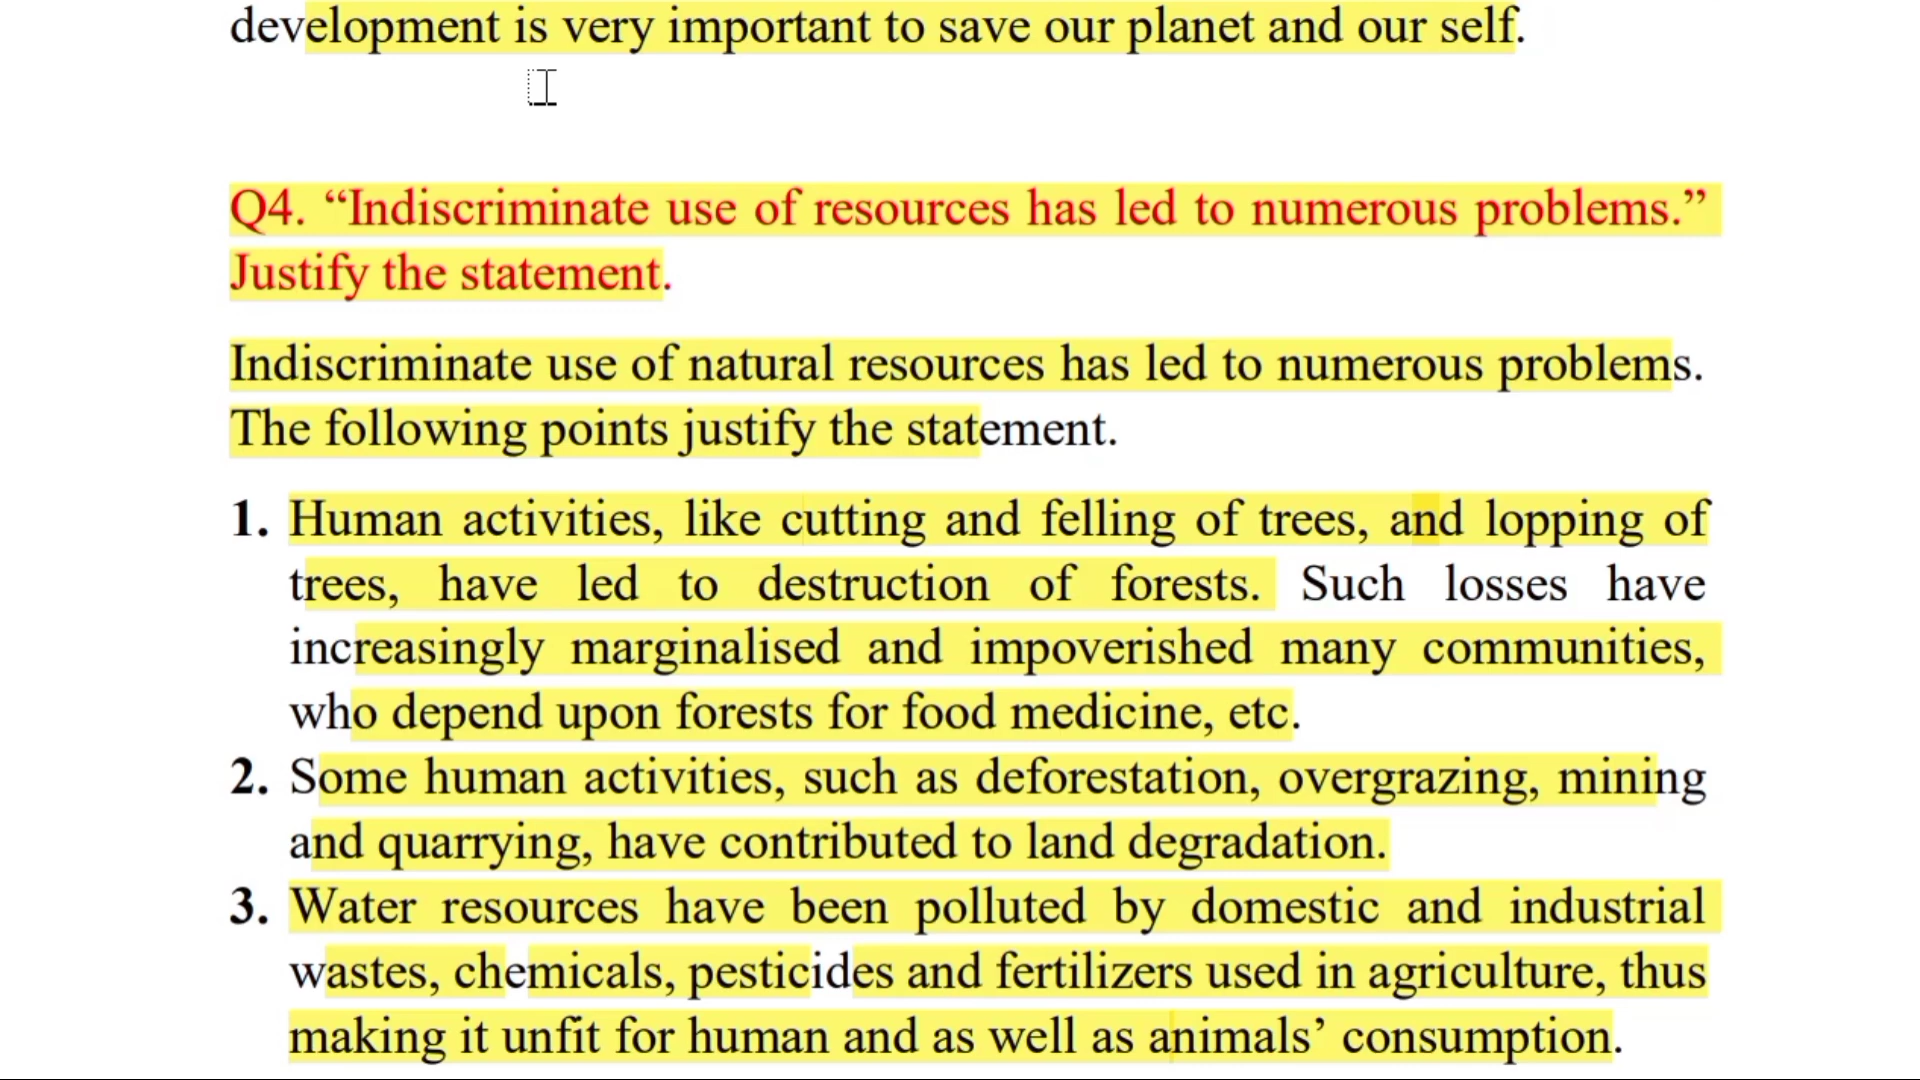 development is very important to save our planet and our self.
Q4. “Indiscriminate use of resources has led to numerous problems.”
Justify the statement.
Indiscriminate use of natural resources has led to numerous problems.
The following points justify the statement.
1. Human activities, like cutting and felling of trees, and lopping of
trees, have led to destruction of forests. Such losses have
increasingly marginalised and impoverished many communities,
who depend upon forests for food medicine, etc.
2. Some human activities, such as deforestation, overgrazing, mining
and quarrying, have contributed to land degradation.
3. Water resources have been polluted by domestic and industrial
wastes, chemicals, pesticides and fertilizers used in agriculture, thus
making it unfit for human and as well as animals’ consumption.